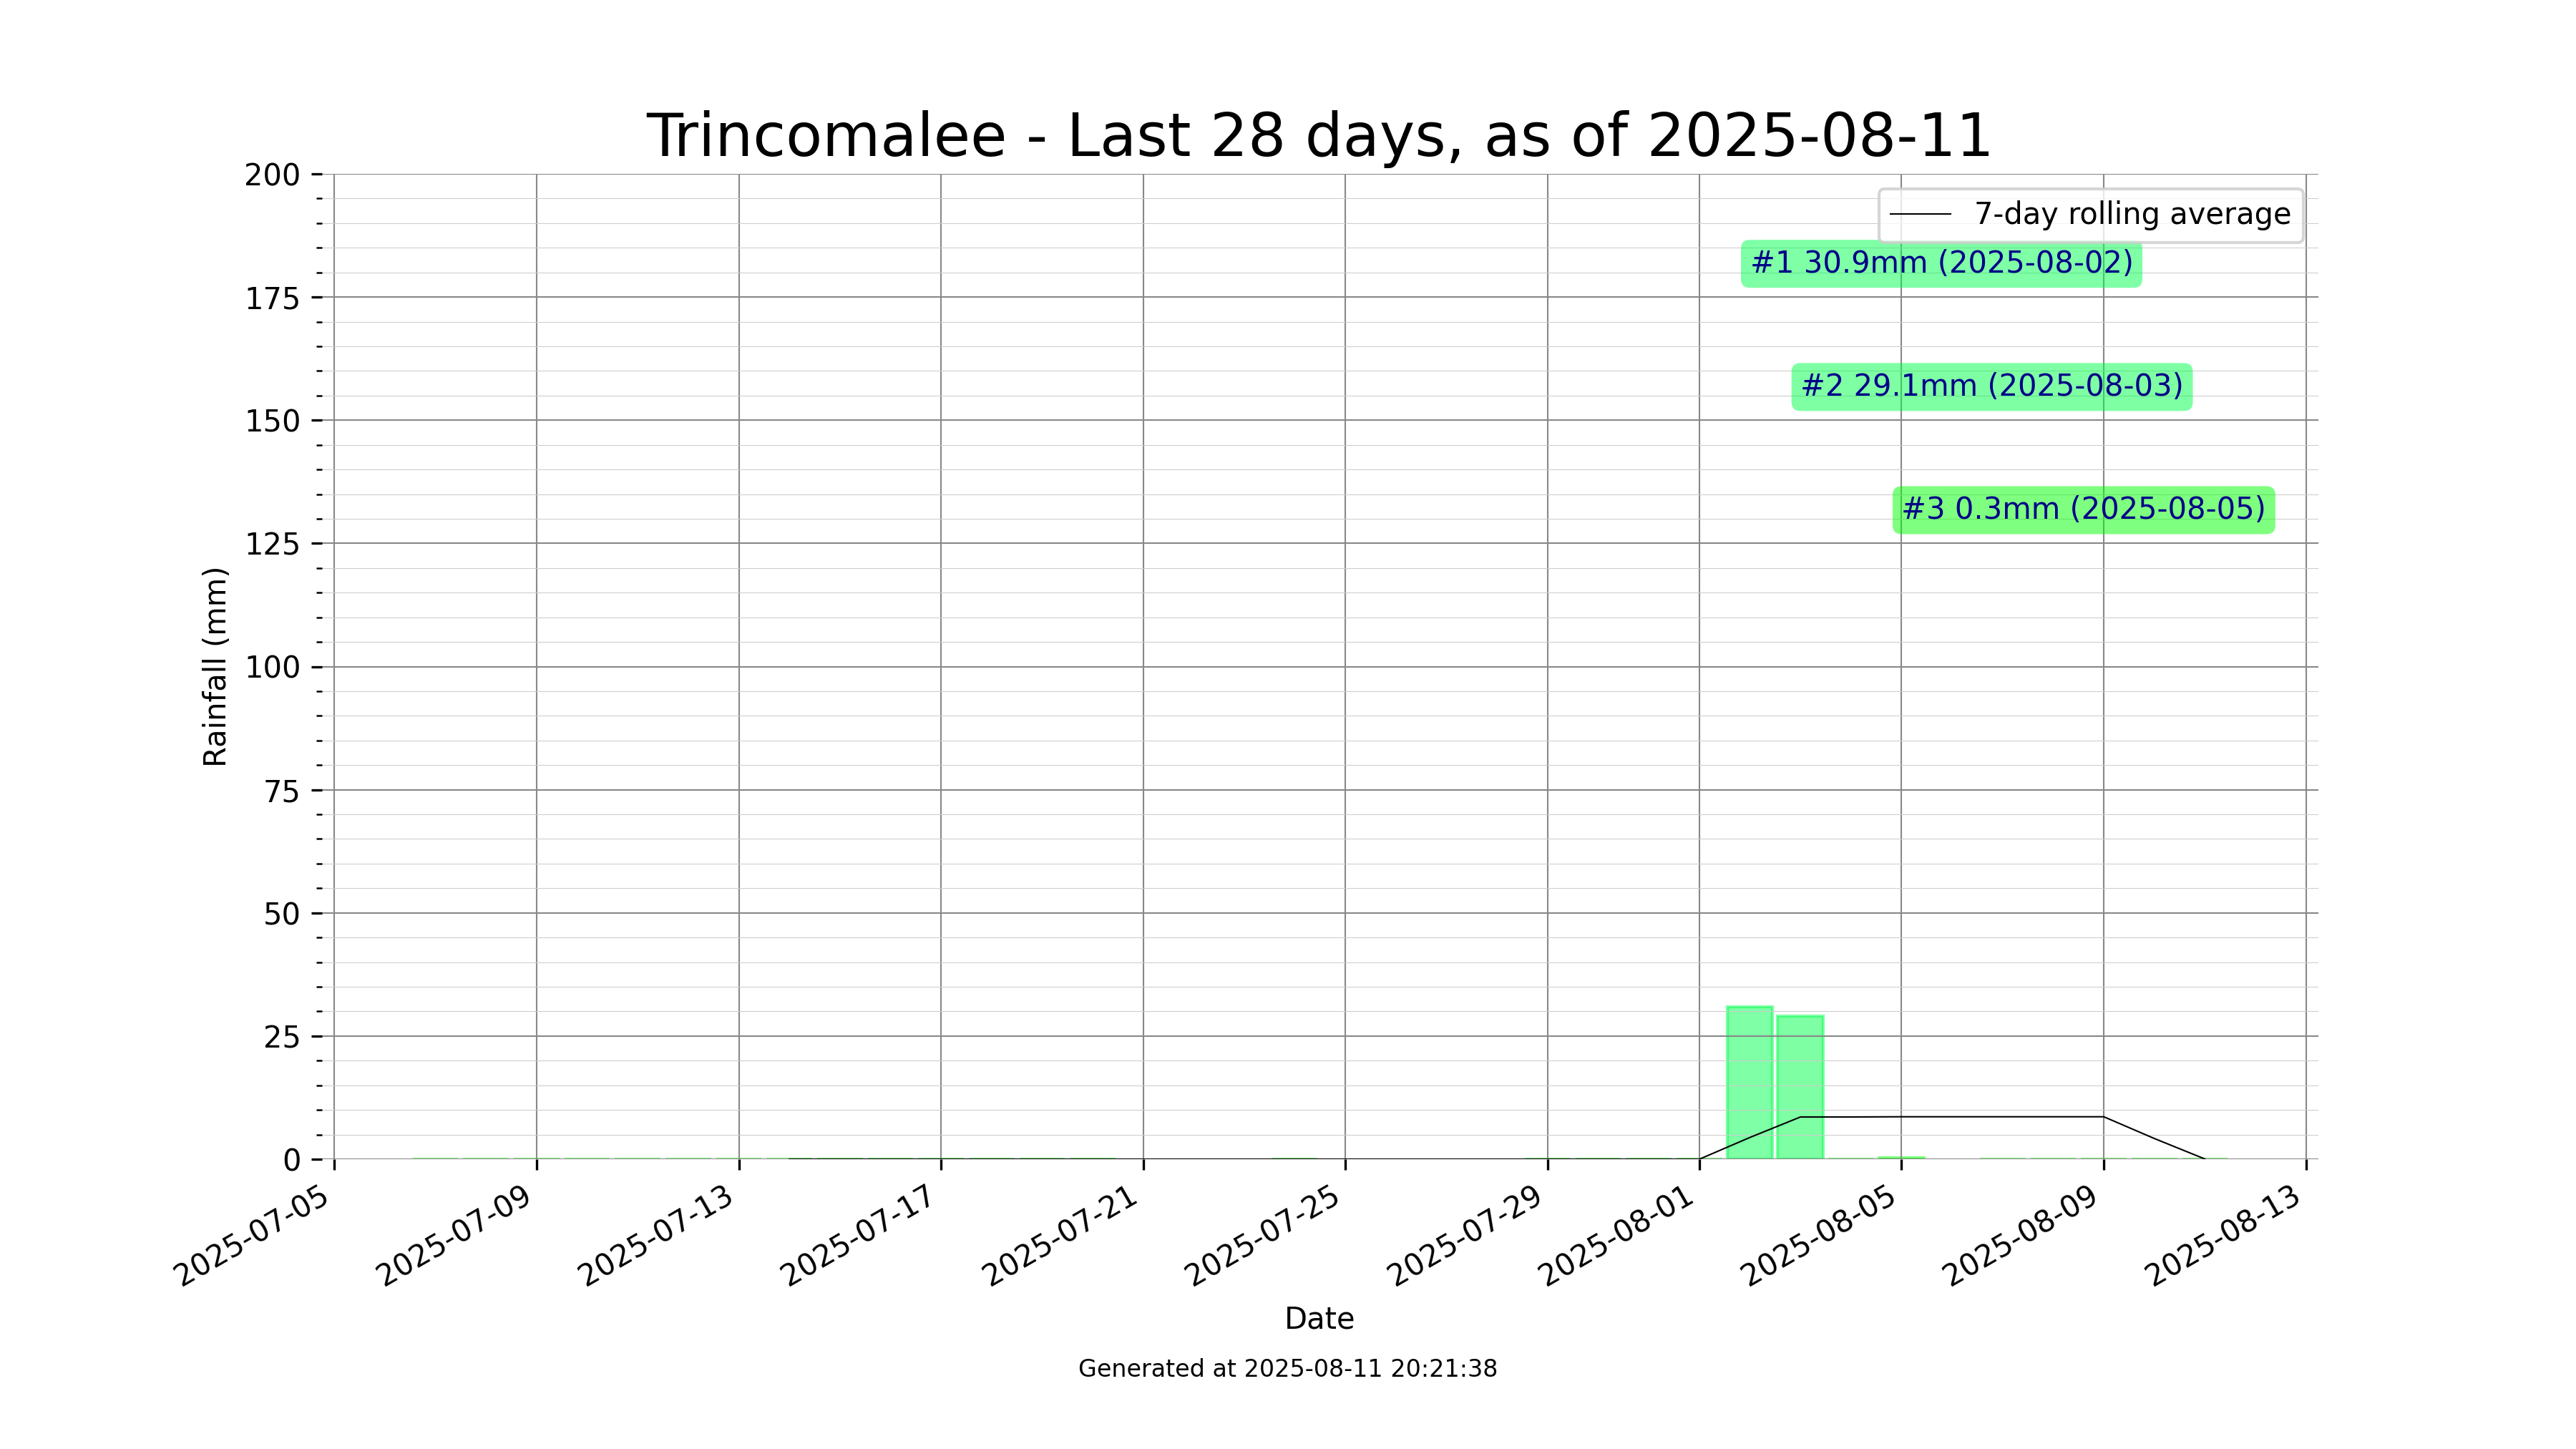 Trincomalee - Last 28 days, as of 2025-08-11
7-day rolling average
#1 30.9mm (2025-08-02)
#2 29.1mm (2025-08-03)
#3 0.3mm (2025-08-05)
Rainfall (mm)
200
175
150
125
100
75
50
25
0
2025-07-05
2025-07-09
2025-07-13
2025-07-17
2025-07-21
2025-07-25
2025-07-29
2025-08-01
2025-08-05
2025-08-09
2025-08-13
Date
Generated at 2025-08-11 20:21:38